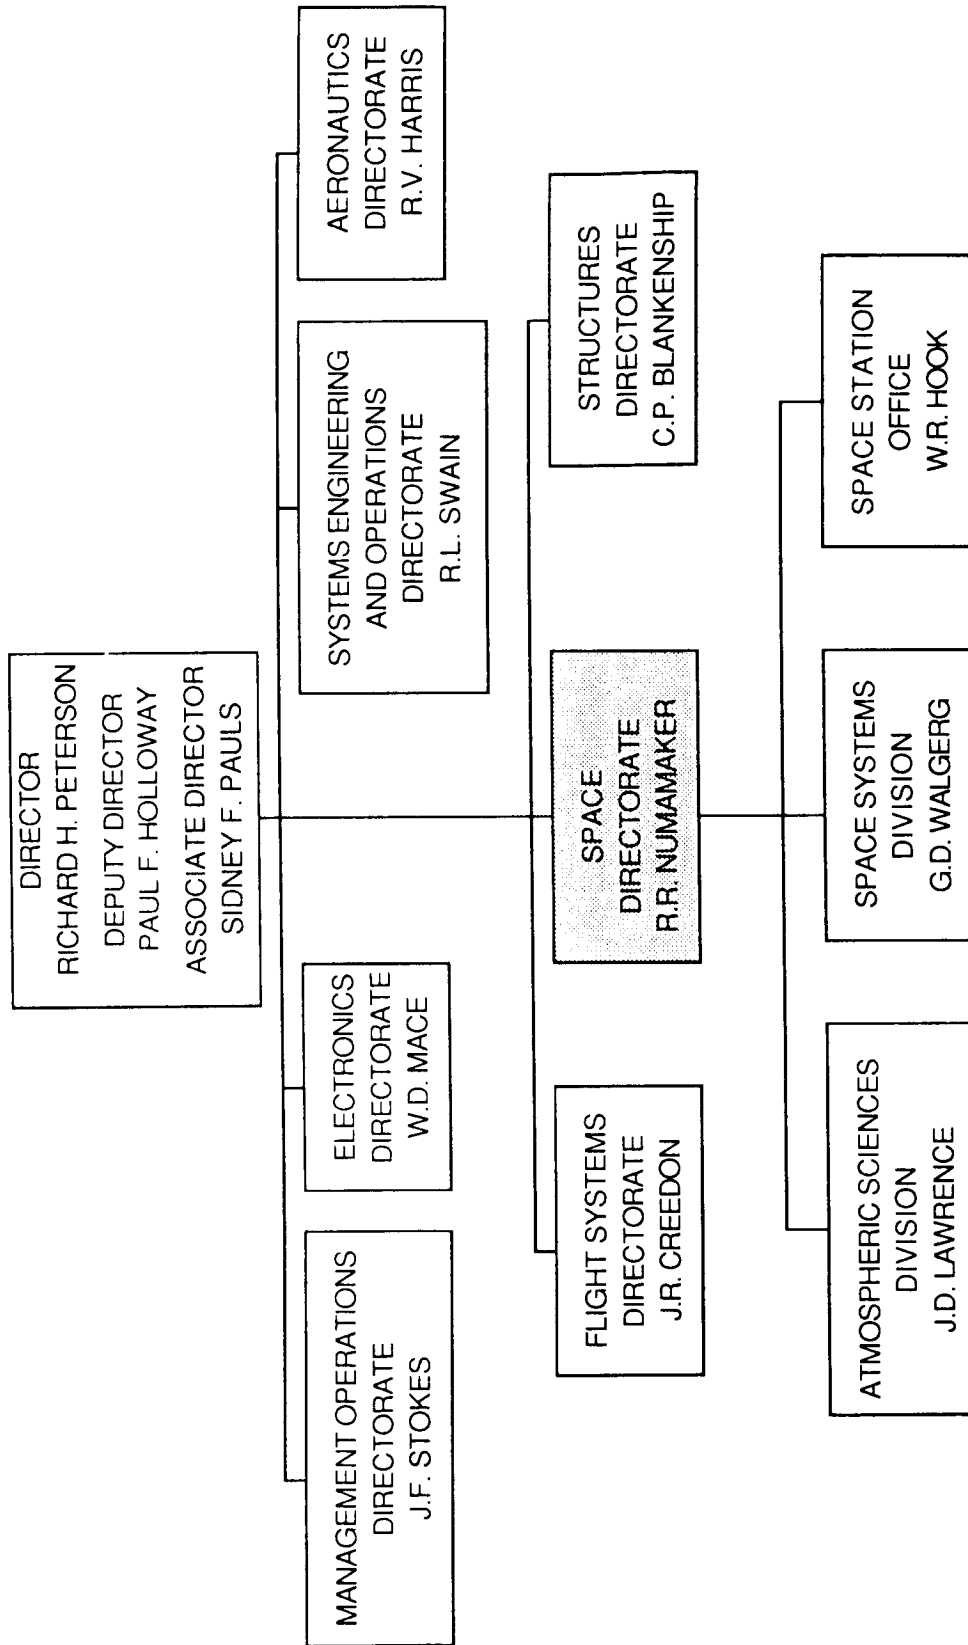 DIRECTOR
RICHARD H. PETERSON
DEPUTY DIRECTOR
PAUL F. HOLLOWAY
ASSOCIATE DIRECTOR
SIDNEY F. PAULS
MANAGEMENT OPERATIONS
DIRECTORATE
J.F. STOKES
ELECTRONICS
DIRECTORATE
W.D. MACE
SYSTEMS ENGINEERING
AND OPERATIONS
DIRECTORATE
R.L. SWAIN
AERONAUTICS
DIRECTORATE
R.V. HARRIS
FLIGHT SYSTEMS
DIRECTORATE
J.R. CREEDON
SPACE
DIRECTORATE
R.R. NUMAMAKER
STRUCTURES
DIRECTORATE
C.P. BLANKENSHIP
ATMOSPHERIC SCIENCES
DIVISION
J.D. LAWRENCE
SPACE SYSTEMS
DIVISION
G.D. WALGERG
SPACE STATION
OFFICE
W.R. HOOK